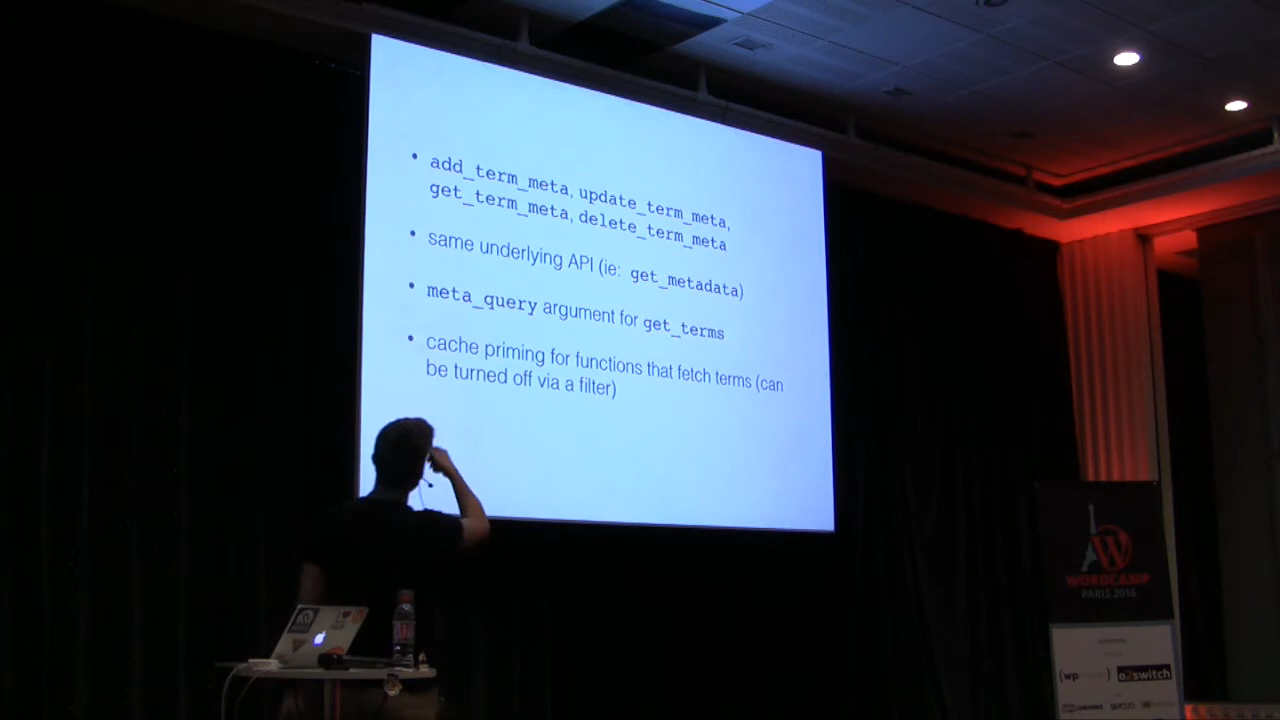 • add_term_meta, update_term_meta,
get_term_meta, delete_term_meta
• same underlying API (ie: get_metadata)
• meta_query argument for get_terms
• cache priming for functions that fetch terms (can
be turned off via a filter)
W
WORDCAMP
PARIS 2016
o2switch